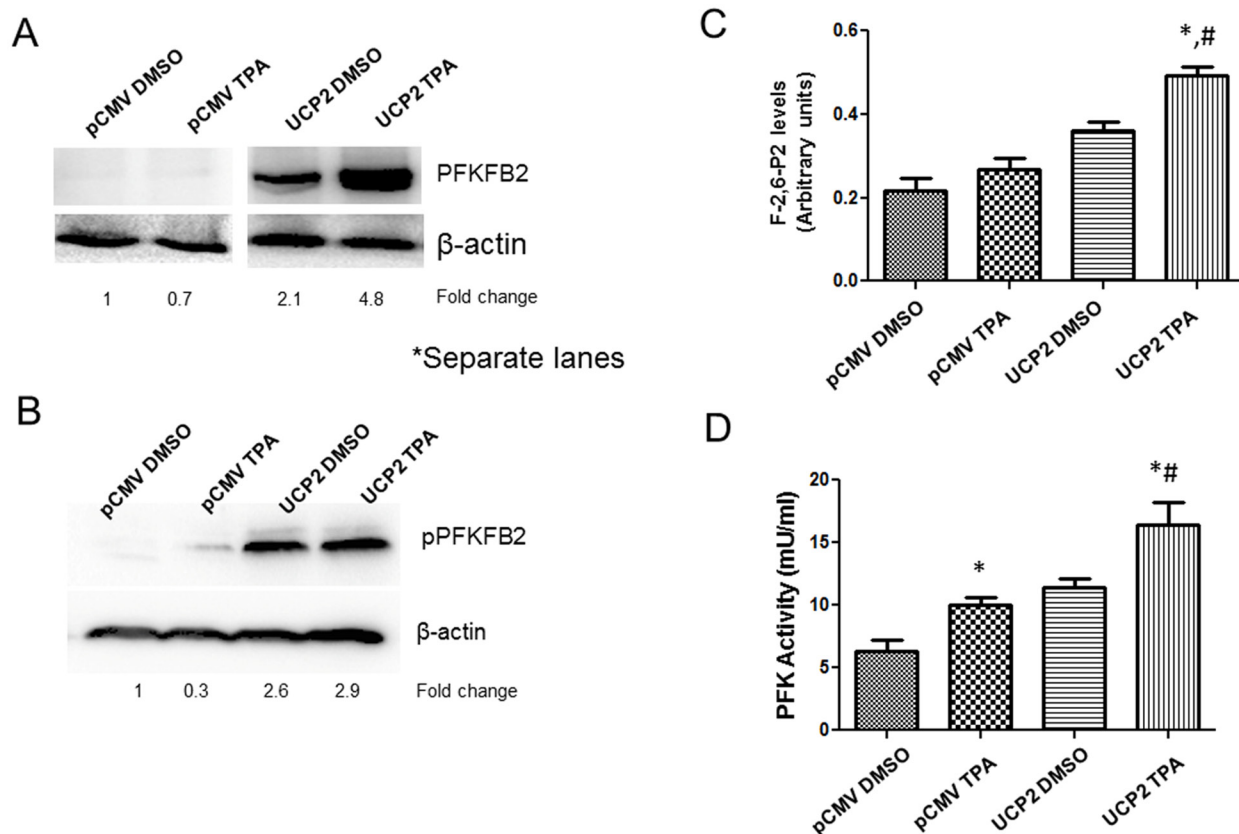 A
pCMV DMSO
pCMV TPA
UCP2 DMSO
UCP2 TPA
PFKFB2
β-actin
1 0.7 2.1 4.8 Fold change
*Separate lanes
B
pCMV DMSO
pCMV TPA
UCP2 DMSO
UCP2 TPA
pPFKFB2
β-actin
1 0.3 2.6 2.9 Fold change
C
F-2,6-P2 levels
(Arbitrary units)
0.6
0.4
0.2
0.0
*,#
pCMV DMSO
pCMV TPA
UCP2 DMSO
UCP2 TPA
D
PFK Activity (mU/ml)
20
15
10
5
0
*
*#
pCMV DMSO
pCMV TPA
UCP2 DMSO
UCP2 TPA